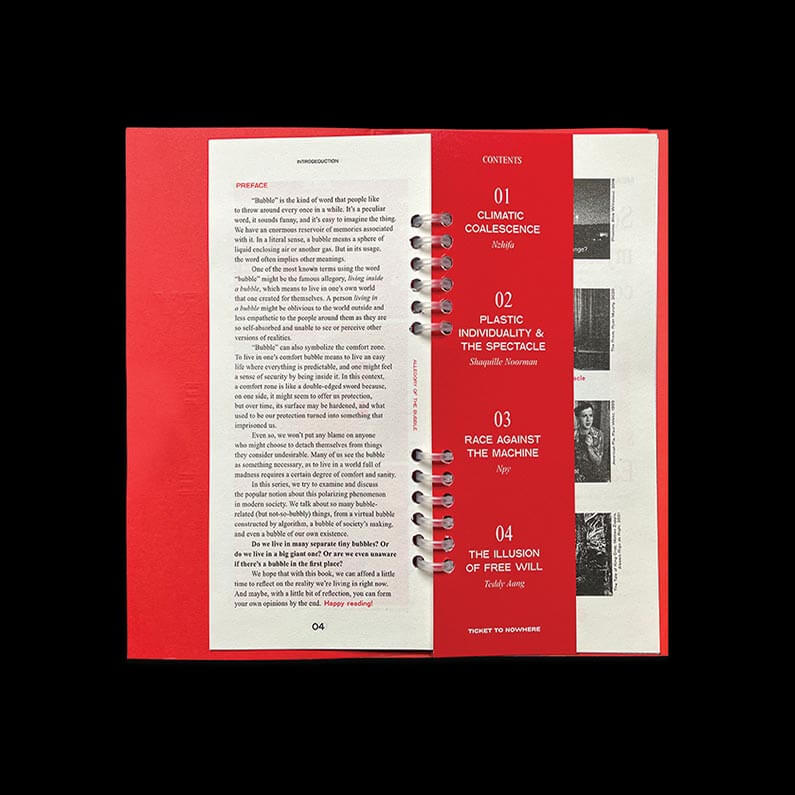 INTROGEDUCTION
PREFACE
"Bubble" is the kind of word that people like
to throw around every once in a while. It's a peculiar
word, it sounds funny, and it's easy to imagine the thing.
We have an enormous reservoir of memories associated
with it. In a literal sense, a bubble means a sphere of
liquid enclosing air or another gas. But in its usage,
the word often implies other meanings.
One of the most known terms using the word
"bubble" might be the famous allegory, living inside
a bubble, which means to live in one's own world
that one created for themselves. A person living in
a bubble might be oblivious to the world outside and
less empathetic to the people around them as they are
so self-absorbed and unable to see or perceive other
versions of realities.
"Bubble" can also symbolize the comfort zone.
To live in one's comfort bubble means to live an easy
life where everything is predictable, and one might feel
a sense of security by being inside it. In this context,
a comfort zone is like a double-edged sword because,
on one side, it might seem to offer us protection,
but over time, its surface may be hardened, and what
used to be our protection turned into something that
imprisoned us.
Even so, we won't put any blame on anyone
who might choose to detach themselves from things
they consider undesirable. Many of us see the bubble
as something necessary, as to live in a world full of
madness requires a certain degree of comfort and sanity.
In this series, we try to examine and discuss
the popular notion about this polarizing phenomenon
in modern society. We talk about so many bubble-
related (but not-so-bubbly) things, from a virtual bubble
constructed by algorithm, a bubble of society's making,
and even a bubble of our own existence.
Do we live in many separate tiny bubbles? Or
do we live in a big giant one? Or are we even unaware
if there's a bubble in the first place?
We hope that with this book, we can afford a little
time to reflect on the reality we're living in right now.
And maybe, with a little bit of reflection, you can form
your own opinions by the end. Happy reading!
04
ALLEGORY OF THE BUBBLE
CONTENTS
01
CLIMATIC
COALESCENCE
Nzhifa
02
PLASTIC
INDIVIDUALITY &
THE SPECTACLE
Shaquille Noorman
03
RACE AGAINST
THE MACHINE
Npy
04
THE ILLUSION
OF FREE WILL
Teddy Aang
TICKET TO NOWHERE